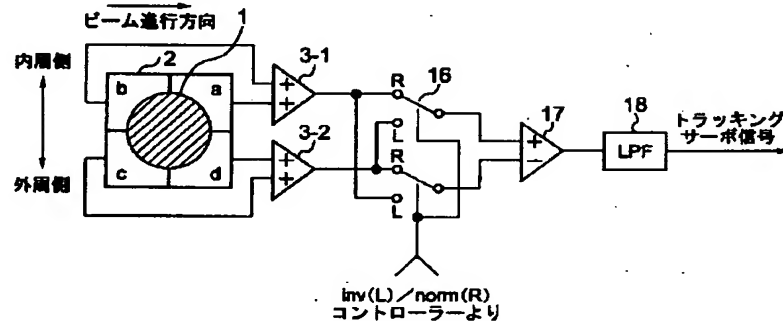 ビーム進行方向
1
2
3-1
内周側
b
a
R
16
L
17
18
トラッキング
サーボ信号
3-2
R
LPF
外周側
c
d
L
inv(L)/norm(R)
コントローラーより